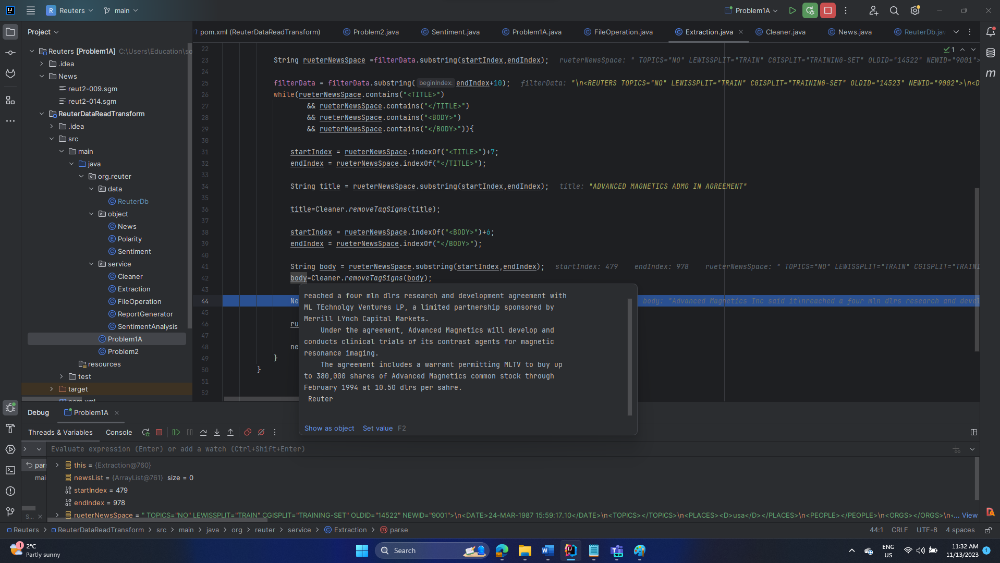 R Reuters main Problem1A
Project
pom.xml (ReuterDataReadTransform) Problem2.java Sentiment.java Problem1A.java FileOperation.java Extraction.java Cleaner.java News.java ReuterDb.jav
Reuters [Problem1A] C:\Users\Education\so
.idea
News
reut2-009.sgm
reut2-014.sgm
ReuterDataReadTransform
.idea
src
main
java
org.reuter
data
ReuterDb
object
News
Polarity
Sentiment
service
Cleaner
Extraction
FileOperation
ReportGenerator
SentimentAnalysis
Problem1A
Problem2
resources
test
target
pom.xml
1
22
23 String rueterNewsSpace =filterData.substring(startIndex,endIndex); rueterNewsSpace: " TOPICS="NO" LEWISSPLIT="TRAIN" CGISPLIT="TRAINING-SET" OLDID="14522" NEWID="9001">
24
25 filterData = filterData.substring( beginIndex: endIndex+10); filterData: "\n<REUTERS TOPICS="NO" LEWISSPLIT="TRAIN" CGISPLIT="TRAINING-SET" OLDID="14523" NEWID="9002">\n<D
26 while(rueterNewsSpace.contains("<TITLE>")
27 && rueterNewsSpace.contains("</TITLE>")
28 && rueterNewsSpace.contains("<BODY>")
29 && rueterNewsSpace.contains("</BODY>")){
30
31 startIndex = rueterNewsSpace.indexOf("<TITLE>")+7;
32 endIndex = rueterNewsSpace.indexOf("</TITLE>");
33
34 String title = rueterNewsSpace.substring(startIndex,endIndex); title: "ADVANCED MAGNETICS ADMG IN AGREEMENT"
35
36 title=Cleaner.removeTagSigns(title);
37
38 startIndex = rueterNewsSpace.indexOf("<BODY>")+6;
39 endIndex = rueterNewsSpace.indexOf("</BODY>");
40
41 String body = rueterNewsSpace.substring(startIndex,endIndex); startIndex: 479 endIndex: 978 rueterNewsSpace: " TOPICS="NO" LEWISSPLIT="TRAIN" CGISPLIT="TRAINI
42 body=Cleaner.removeTagSigns(body);
43
44 Ne body: "Advanced Magnetics Inc said it\nreached a four mln dlrs research and devel
45
46 ru
47
48 ne
49 }
50 }
51
52
reached a four mln dlrs research and development agreement with
ML TEchnolgy Ventures LP, a limited partnership sponsored by
Merrill LYnch Capital Markets.
Under the agreement, Advanced Magnetics will develop and
conducts clinical trials of its contrast agents for magnetic
resonance imaging.
The agreement includes a warrant permitting MLTV to buy up
to 380,000 shares of Advanced Magnetics common stock through
February 1994 at 10.50 dlrs per sahre.
Reuter
Show as object Set value F2
Debug Problem1A
Threads & Variables Console
Evaluate expression (Enter) or add a watch (Ctrl+Shift+Enter)
pars
mai
S...
this = {Extraction@760}
newsList = {ArrayList@761} size = 0
startIndex = 479
endIndex = 978
rueterNewsSpace = " TOPICS="NO" LEWISSPLIT="TRAIN" CGISPLIT="TRAINING-SET" OLDID="14522" NEWID="9001">\n<DATE>24-MAR-1987 15:59:17.10</DATE>\n<TOPICS></TOPICS>\n<PLACES><D>usa</D></PLACES>\n<PEOPLE></PEOPLE>\n<ORGS></ORGS>\n<... View
Reuters > ReuterDataReadTransform > src > main > java > org > reuter > service > Extraction > parse 44:1 CRLF UTF-8 4 spaces
1 2°C
Partly sunny
Search
W
IJ
NEW
ENG
US
11:32 AM
11/13/2023
1